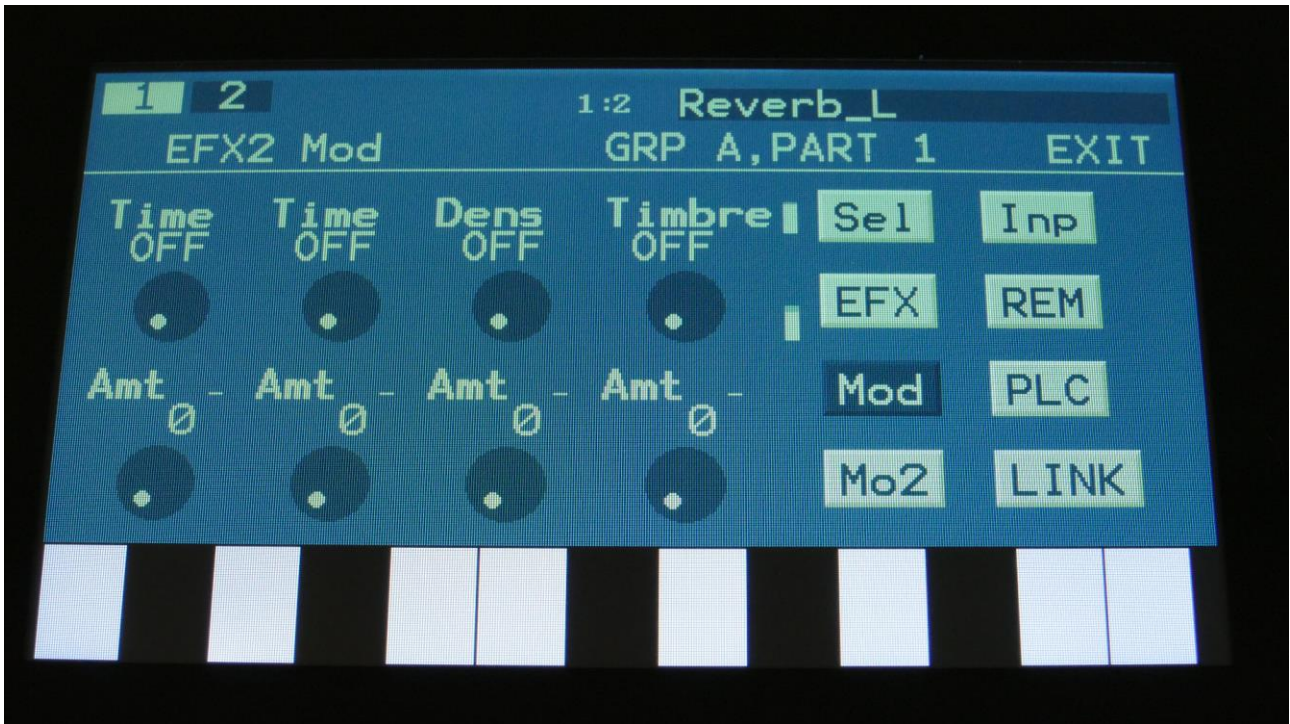 1 2 1:2 Reverb_L
EFX2 Mod GRP A,PART 1 EXIT
Time Time Dens Timbre Sel Inp
OFF OFF OFF OFF
EFX REM
Amt - Amt - Amt - Amt - Mod PLC
0 0 0 0
Mo2 LINK